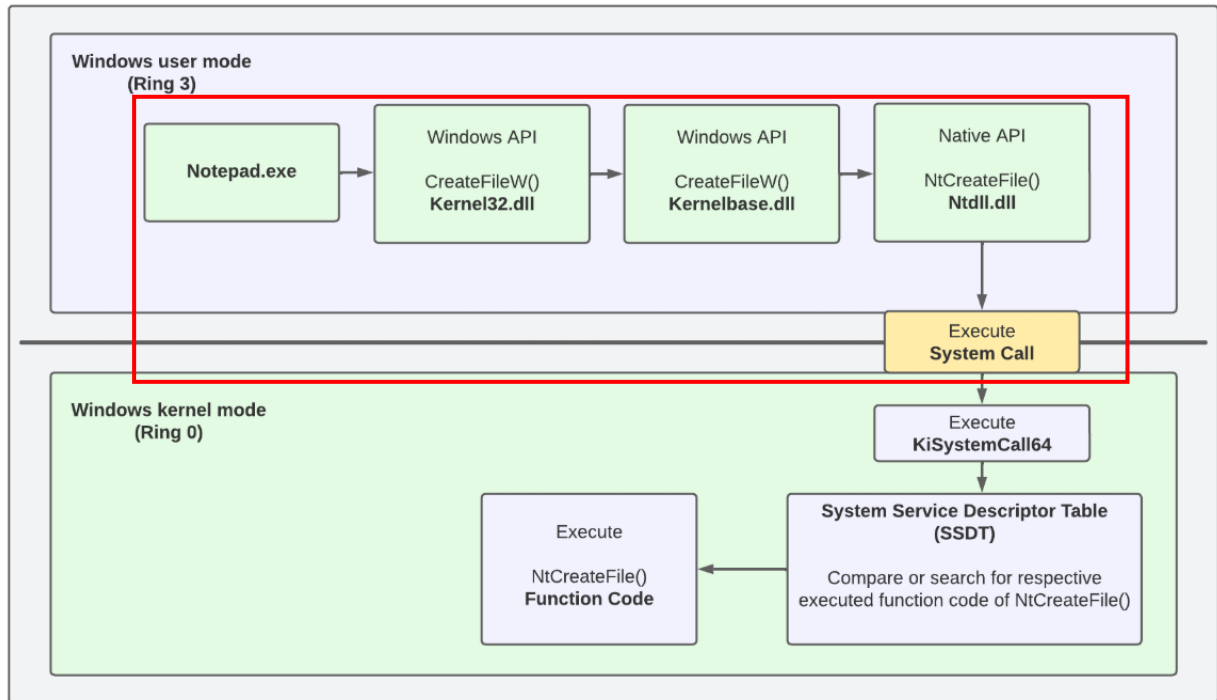 Windows user mode
(Ring 3)
Notepad.exe
Windows API
CreateFileW()
Kernel32.dll
Windows API
CreateFileW()
Kernelbase.dll
Native API
NtCreateFile()
Ntdll.dll
Execute
System Call
Windows kernel mode
(Ring 0)
Execute
KiSystemCall64
System Service Descriptor Table
(SSDT)
Compare or search for respective
executed function code of NtCreateFile()
Execute
NtCreateFile()
Function Code